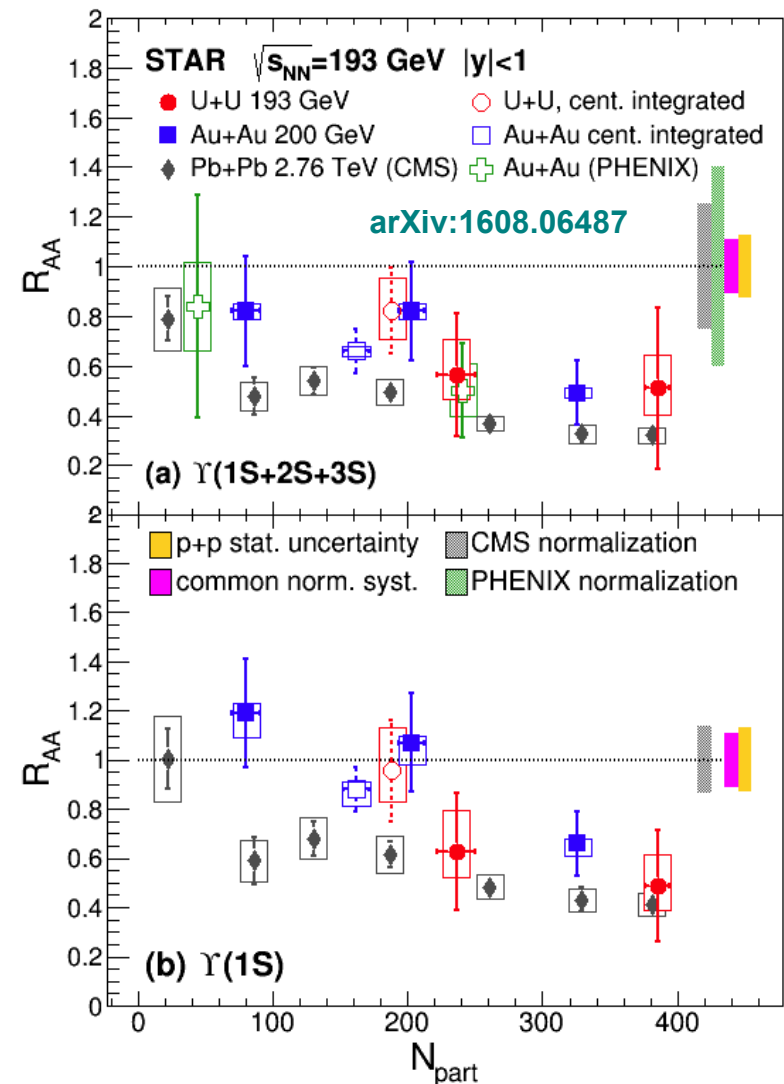 2
1.8
STAR √sNN=193 GeV |y|<1
1.6
U+U 193 GeV
U+U, cent. integrated
Au+Au 200 GeV
Au+Au cent. integrated
1.4
Pb+Pb 2.76 TeV (CMS)
Au+Au (PHENIX)
1.2
arXiv:1608.06487
RAA
1
0.8
0.6
0.4
0.2
(a) ϒ(1S+2S+3S)
2
p+p stat. uncertainty
CMS normalization
1.8
common norm. syst.
PHENIX normalization
1.6
1.4
1.2
RAA
1
0.8
0.6
0.4
0.2
(b) ϒ(1S)
0
0 100 200 300 400
Npart